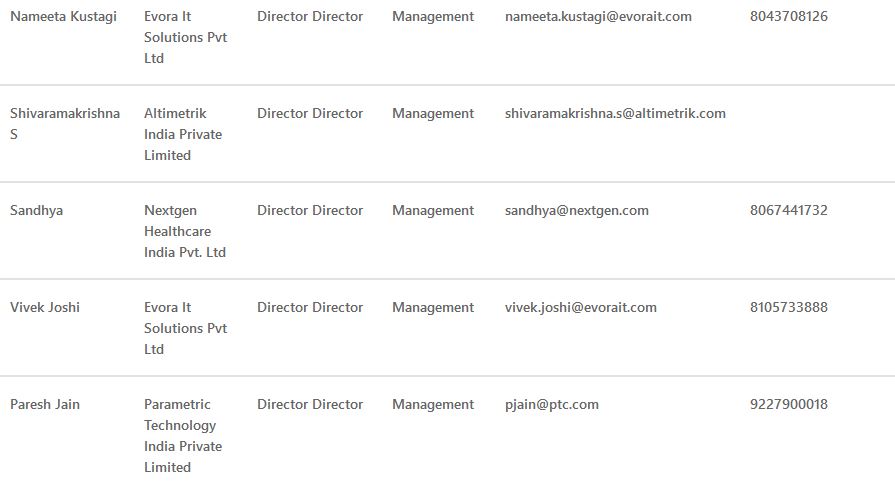 Nameeta Kustagi Evora It Director Director Management nameeta.kustagi@evorait.com 8043708126
Solutions Pvt
Ltd
Shivaramakrishna Altimetrik Director Director Management shivaramakrishna.s@altimetrik.com
S India Private
Limited
Sandhya Nextgen Director Director Management sandhya@nextgen.com 8067441732
Healthcare
India Pvt. Ltd
Vivek Joshi Evora It Director Director Management vivek.joshi@evorait.com 8105733888
Solutions Pvt
Ltd
Paresh Jain Parametric Director Director Management pjain@ptc.com 9227900018
Technology
India Private
Limited